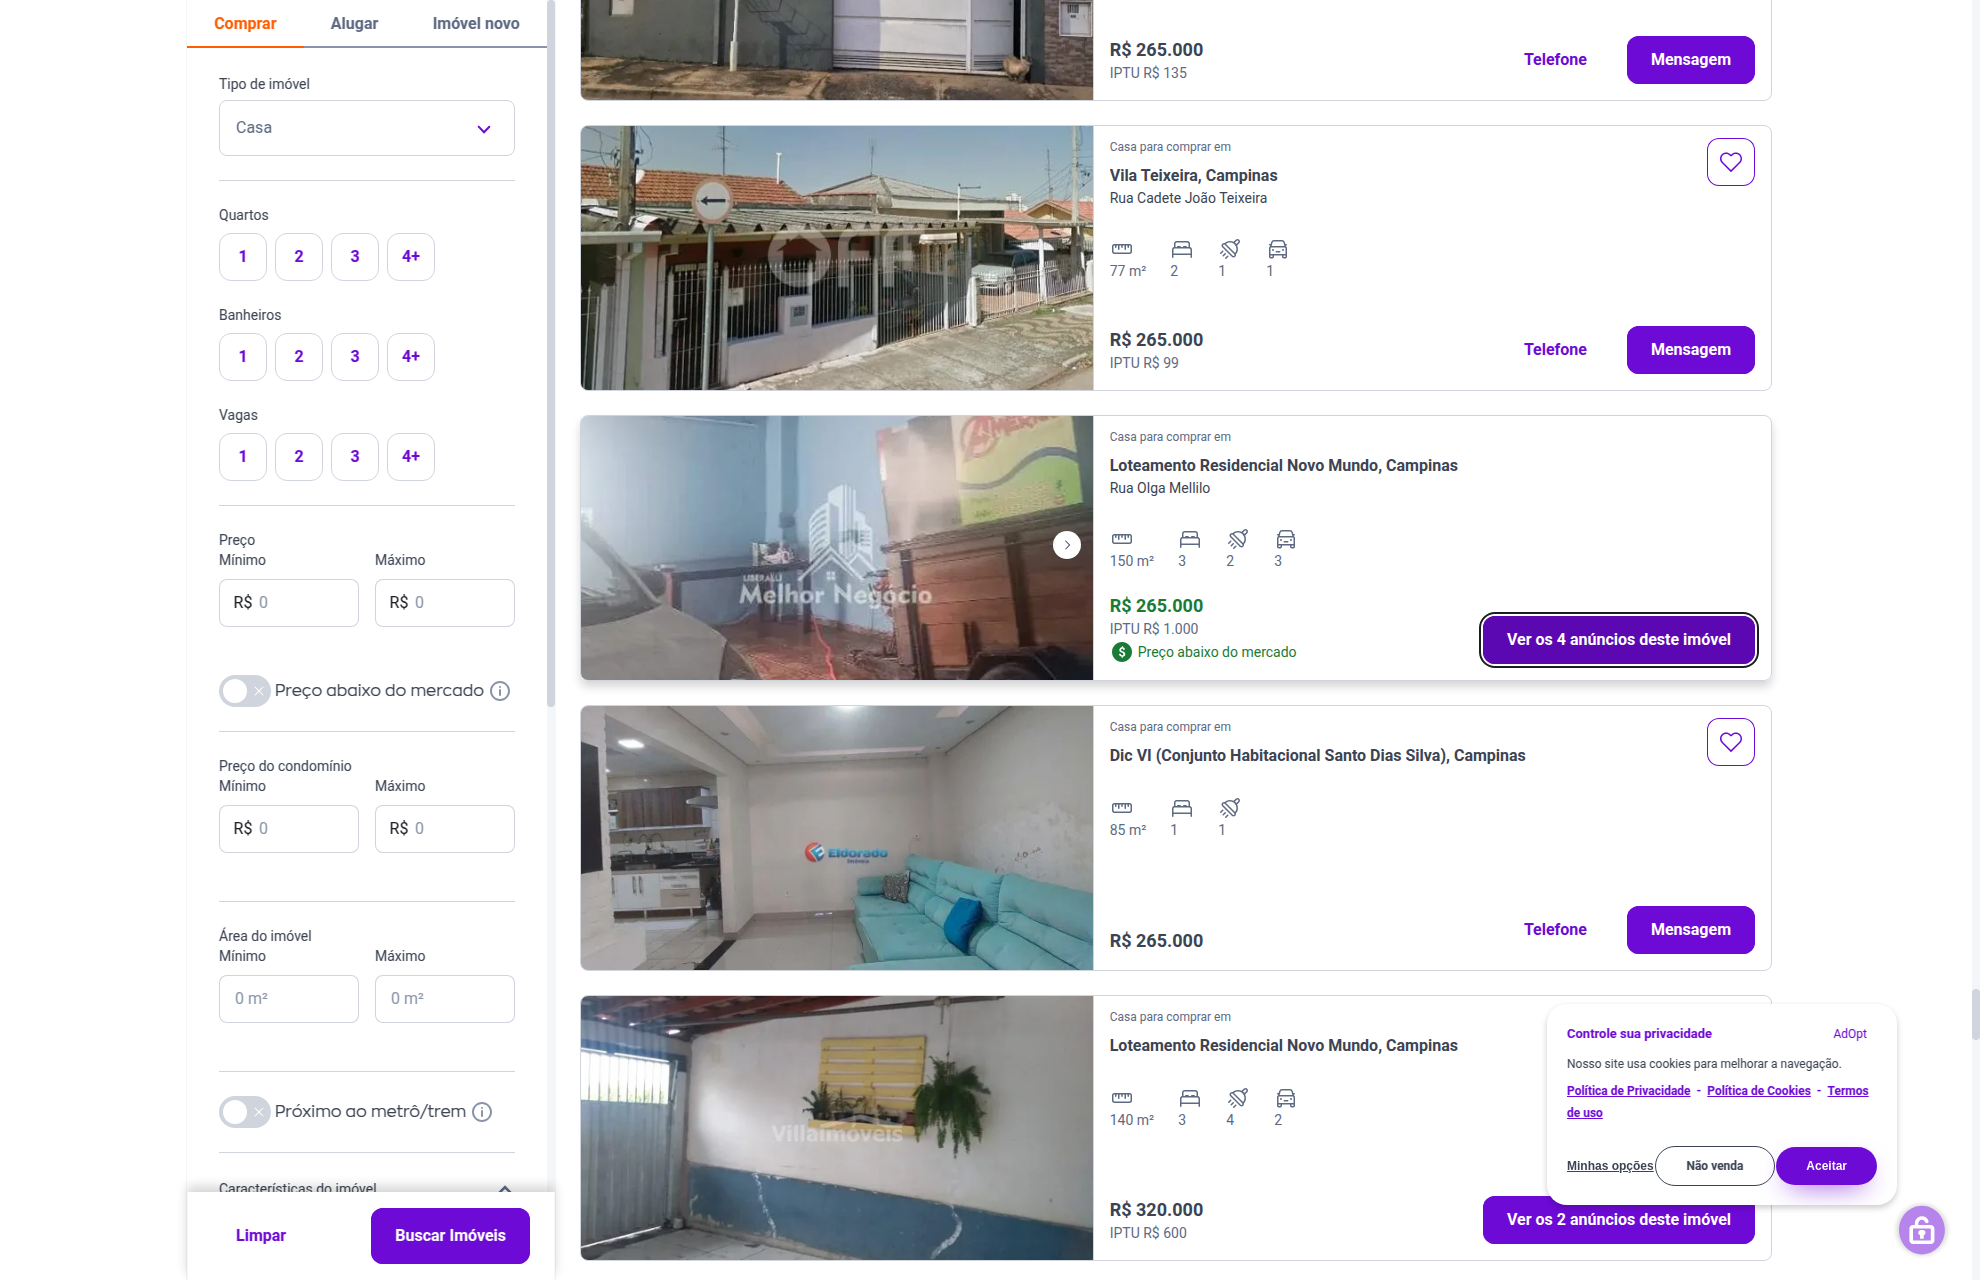 Comprar
Alugar
Imóvel novo
Tipo de imóvel
Casa
Quartos
1
2
3
4+
Banheiros
1
2
3
4+
Vagas
1
2
3
4+
Preço
Mínimo
Máximo
R$ 0
R$ 0
Preço abaixo do mercado
Preço do condomínio
Mínimo
Máximo
R$ 0
R$ 0
Área do imóvel
Mínimo
Máximo
0 m²
0 m²
Próximo ao metrô/trem
Características do imóvel
Limpar
Buscar Imóveis
R$ 265.000
IPTU R$ 135
Telefone
Mensagem
Casa para comprar em
Vila Teixeira, Campinas
Rua Cadete João Teixeira
77 m²
2
1
1
R$ 265.000
IPTU R$ 99
Telefone
Mensagem
LIBERALLI
Melhor Negócio
Casa para comprar em
Loteamento Residencial Novo Mundo, Campinas
Rua Olga Mellilo
150 m²
3
2
3
R$ 265.000
IPTU R$ 1.000
Preço abaixo do mercado
Ver os 4 anúncios deste imóvel
Eldorado
Imóveis
Casa para comprar em
Dic VI (Conjunto Habitacional Santo Dias Silva), Campinas
85 m²
1
1
R$ 265.000
Telefone
Mensagem
Villaimóveis
Casa para comprar em
Loteamento Residencial Novo Mundo, Campinas
140 m²
3
4
2
R$ 320.000
IPTU R$ 600
Ver os 2 anúncios deste imóvel
Controle sua privacidade
AdOpt
Nosso site usa cookies para melhorar a navegação.
Política de Privacidade - Política de Cookies - Termos
de uso
Minhas opções
Não venda
Aceitar